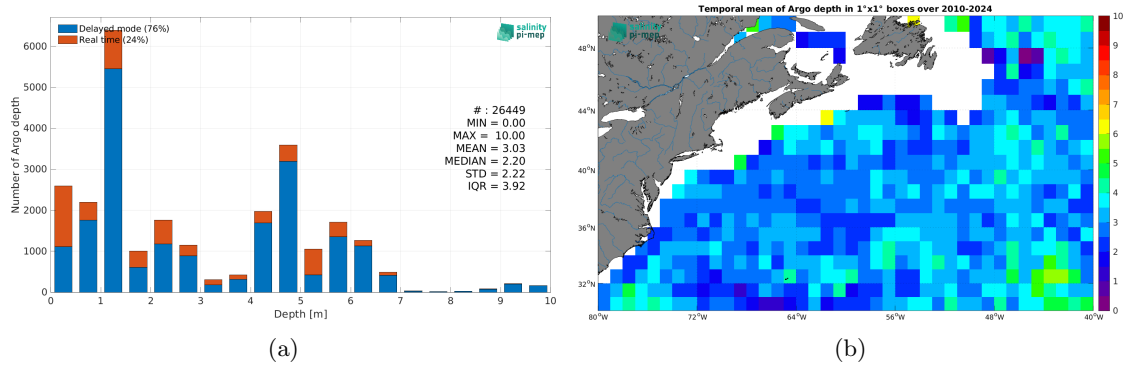 Delayed mode (76%)
Real time (24%)
salinity
pi-mep
# : 26449
MIN = 0.00
MAX = 10.00
MEAN = 3.03
MEDIAN = 2.20
STD = 2.22
IQR = 3.92
Number of Argo depth
6000
5000
4000
3000
2000
1000
0
0 1 2 3 4 5 6 7 8 9 10
Depth [m]
(a)
Temporal mean of Argo depth in 1°x1° boxes over 2010-2024
salinity
pi-mep
48°N
44°N
40°N
36°N
32°N
80°W 72°W 64°W 56°W 48°W 40°W
10
9
8
7
6
5
4
3
2
1
0
(b)